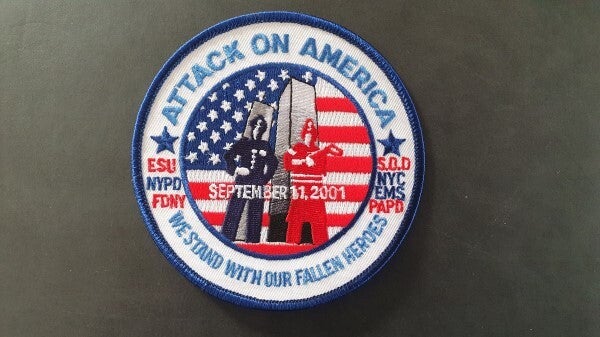 ATTACK ON AMERICA
ESU
NYPD
FDNY
SEPTEMBER 11, 2001
S.O.D
NYC
EMS
PAPD
WE STAND WITH OUR FALLEN HEROES